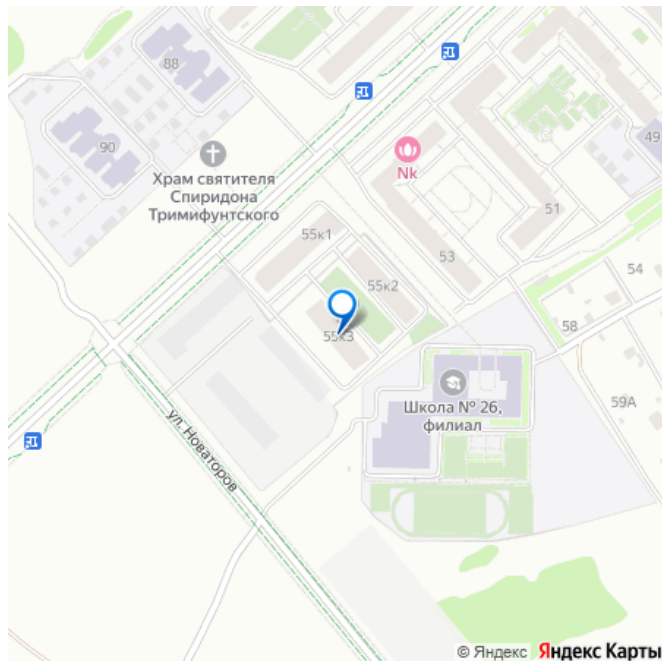 88
90
Храм святителя
Спиридона
Тримифунтского
Nk
49
51
53
55к1
55к2
55к3
54
58
59А
Школа № 26,
филиал
ул. Новаторов
© Яндекс Яндекс Карты